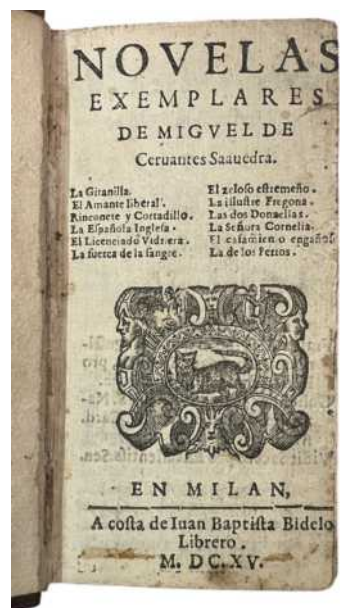 NOVELAS
EXEMPLARES
DE MIGVEL DE
Ceruantes Saauedra.
La Gitanilla.
El Amante liberal.
Rinconete y Cortadillo.
La Española Inglesa.
El Licenciado Vidriera.
La fuerça de la sangre.
El zeloso estremeño.
La illustre Fregona.
Las dos Donzellas.
La Señora Cornelia.
El casamiento engañoso
La de los Perros.
EN MILAN,
A costa de Iuan Baptista Bidelo
Librero.
M. DC. XV.